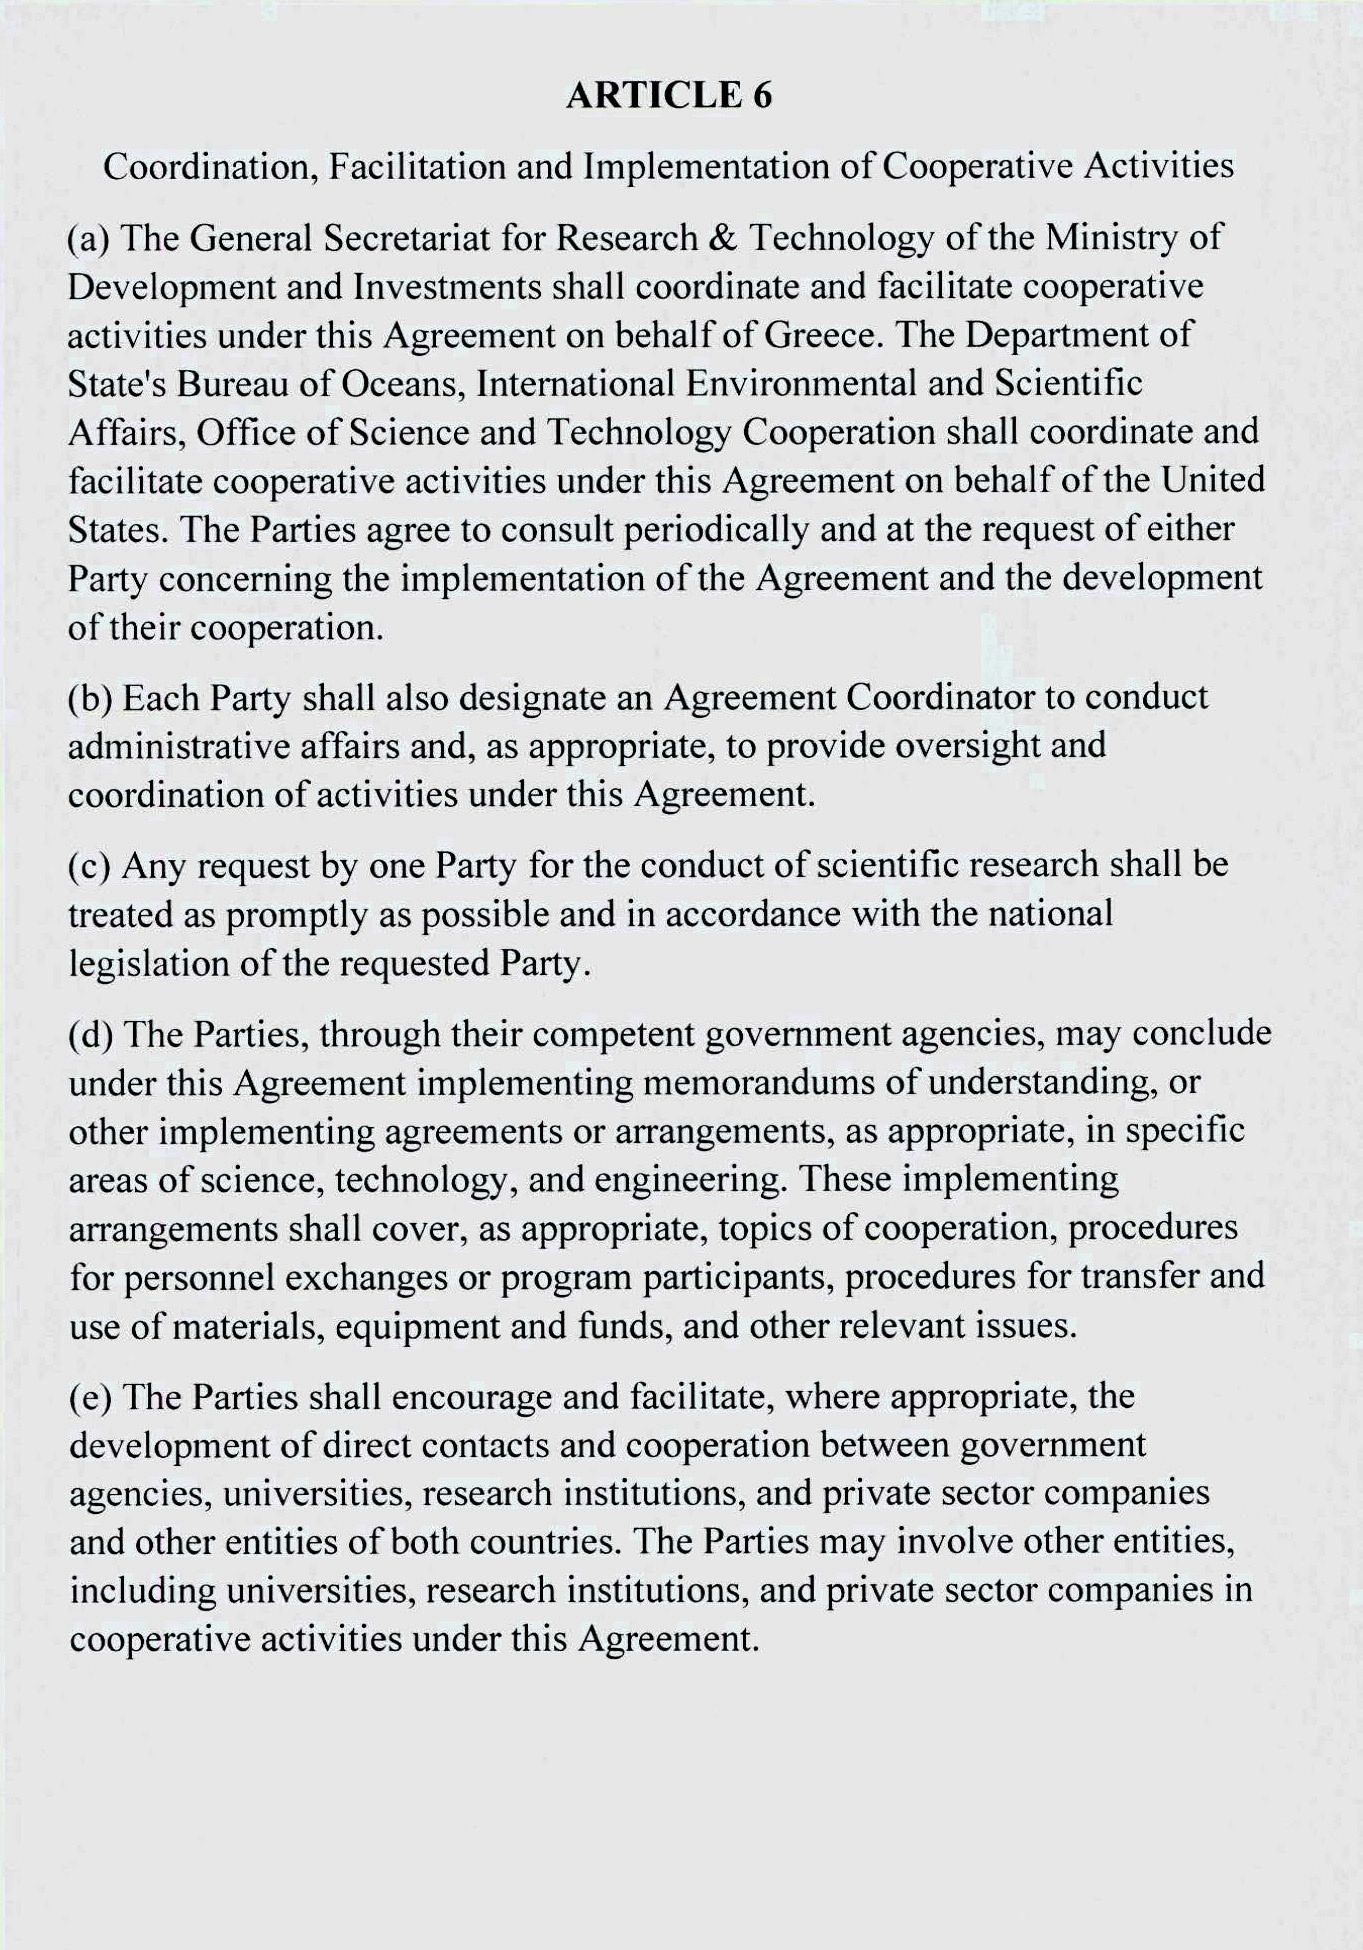 ARTICLE 6
Coordination, Facilitation and Implementation of Cooperative Activities
(a) The General Secretariat for Research & Technology of the Ministry of
Development and Investments shall coordinate and facilitate cooperative
activities under this Agreement on behalf of Greece. The Department of
State's Bureau of Oceans, International Environmental and Scientific
Affairs, Office of Science and Technology Cooperation shall coordinate and
facilitate cooperative activities under this Agreement on behalf of the United
States. The Parties agree to consult periodically and at the request of either
Party concerning the implementation of the Agreement and the development
of their cooperation.
(b) Each Party shall also designate an Agreement Coordinator to conduct
administrative affairs and, as appropriate, to provide oversight and
coordination of activities under this Agreement.
(c) Any request by one Party for the conduct of scientific research shall be
treated as promptly as possible and in accordance with the national
legislation of the requested Party.
(d) The Parties, through their competent government agencies, may conclude
under this Agreement implementing memorandums of understanding, or
other implementing agreements or arrangements, as appropriate, in specific
areas of science, technology, and engineering. These implementing
arrangements shall cover, as appropriate, topics of cooperation, procedures
for personnel exchanges or program participants, procedures for transfer and
use of materials, equipment and funds, and other relevant issues.
(e) The Parties shall encourage and facilitate, where appropriate, the
development of direct contacts and cooperation between government
agencies, universities, research institutions, and private sector companies
and other entities of both countries. The Parties may involve other entities,
including universities, research institutions, and private sector companies in
cooperative activities under this Agreement.